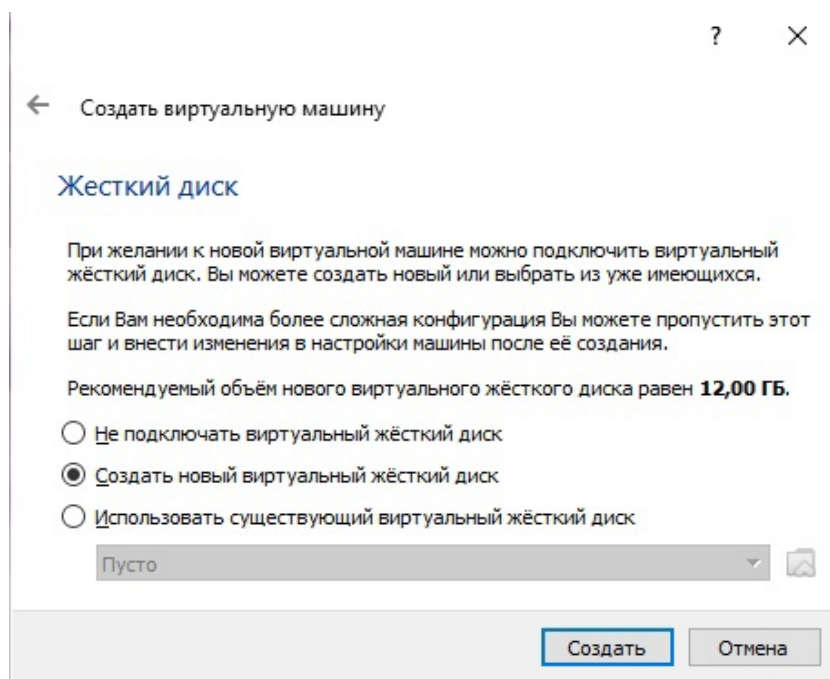 ?
Создать виртуальную машину
Жесткий диск
При желании к новой виртуальной машине можно подключить виртуальный
жёсткий диск. Вы можете создать новый или выбрать из уже имеющихся.
Если Вам необходима более сложная конфигурация Вы можете пропустить этот
шаг и внести изменения в настройки машины после её создания.
Рекомендуемый объём нового виртуального жёсткого диска равен 12,00 ГБ.
Не подключать виртуальный жёсткий диск
Создать новый виртуальный жёсткий диск
Использовать существующий виртуальный жёсткий диск
Пусто
Создать Отмена